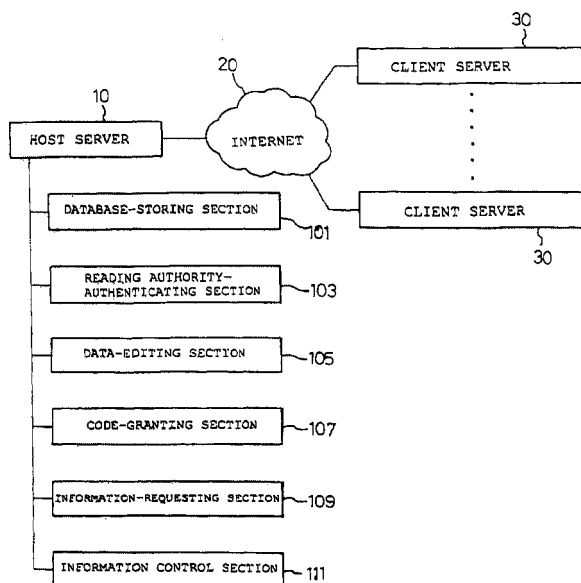 30
CLIENT SERVER
20
10
INTERNET
HOST SERVER
CLIENT SERVER
30
DATABASE-STORING SECTION
101
READING AUTHORITY-
AUTHENTICATING SECTION
103
DATA-EDITING SECTION
105
CODE-GRANTING SECTION
107
INFORMATION-REQUESTING SECTION
109
INFORMATION CONTROL SECTION
111